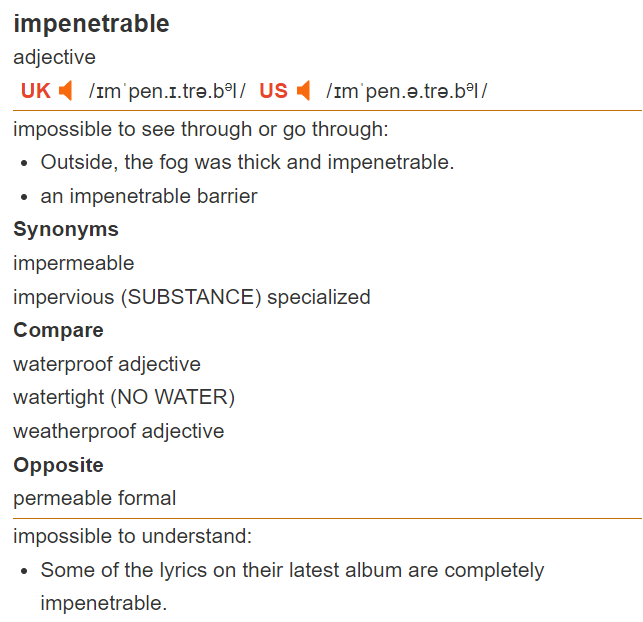 impenetrable
adjective
UK /ɪmˈpen.ɪ.trə.bᵊl/ US /ɪmˈpen.ə.trə.bᵊl/
impossible to see through or go through:
• Outside, the fog was thick and impenetrable.
• an impenetrable barrier
Synonyms
impermeable
impervious (SUBSTANCE) specialized
Compare
waterproof adjective
watertight (NO WATER)
weatherproof adjective
Opposite
permeable formal
impossible to understand:
• Some of the lyrics on their latest album are completely
impenetrable.